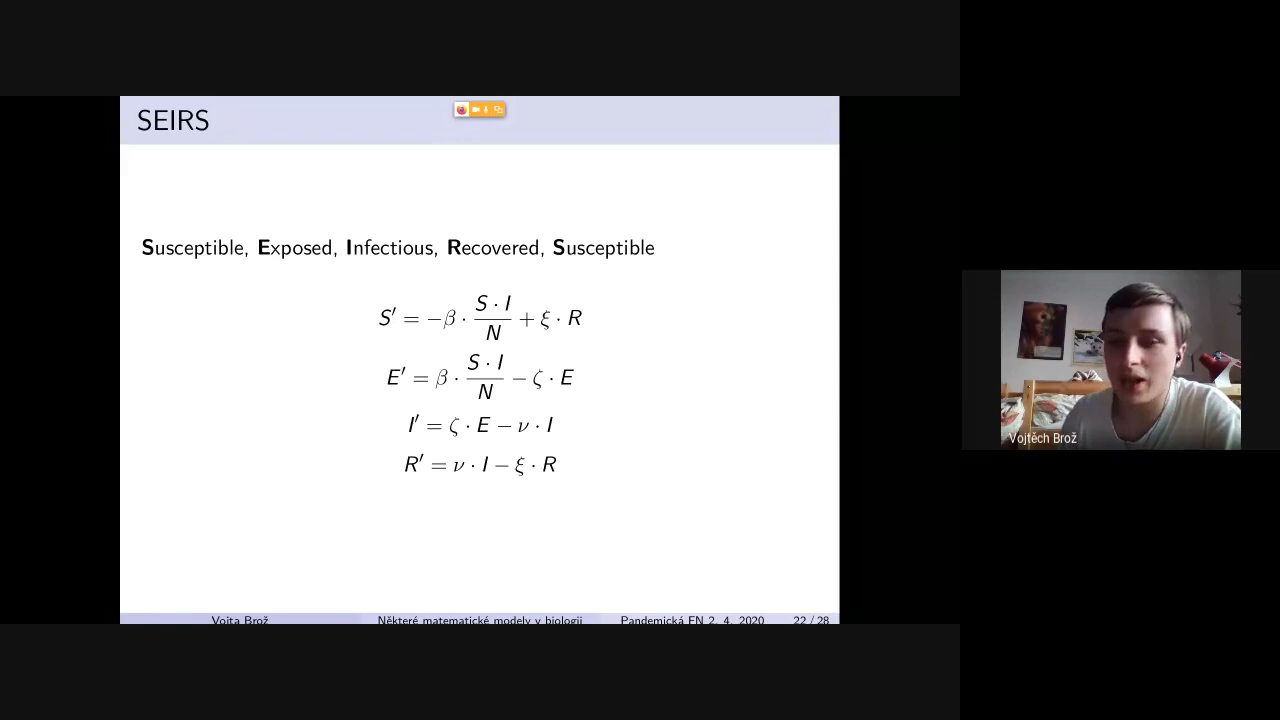 SEIRS
Susceptible, Exposed, Infectious, Recovered, Susceptible
S′ = −β · S · I / N + ξ · R
E′ = β · S · I / N − ζ · E
I′ = ζ · E − ν · I
R′ = ν · I − ξ · R
Vojta Brož Některé matematické modely v biologii Pandemická FN 2. 4. 2020 22 / 28
Vojtěch Brož